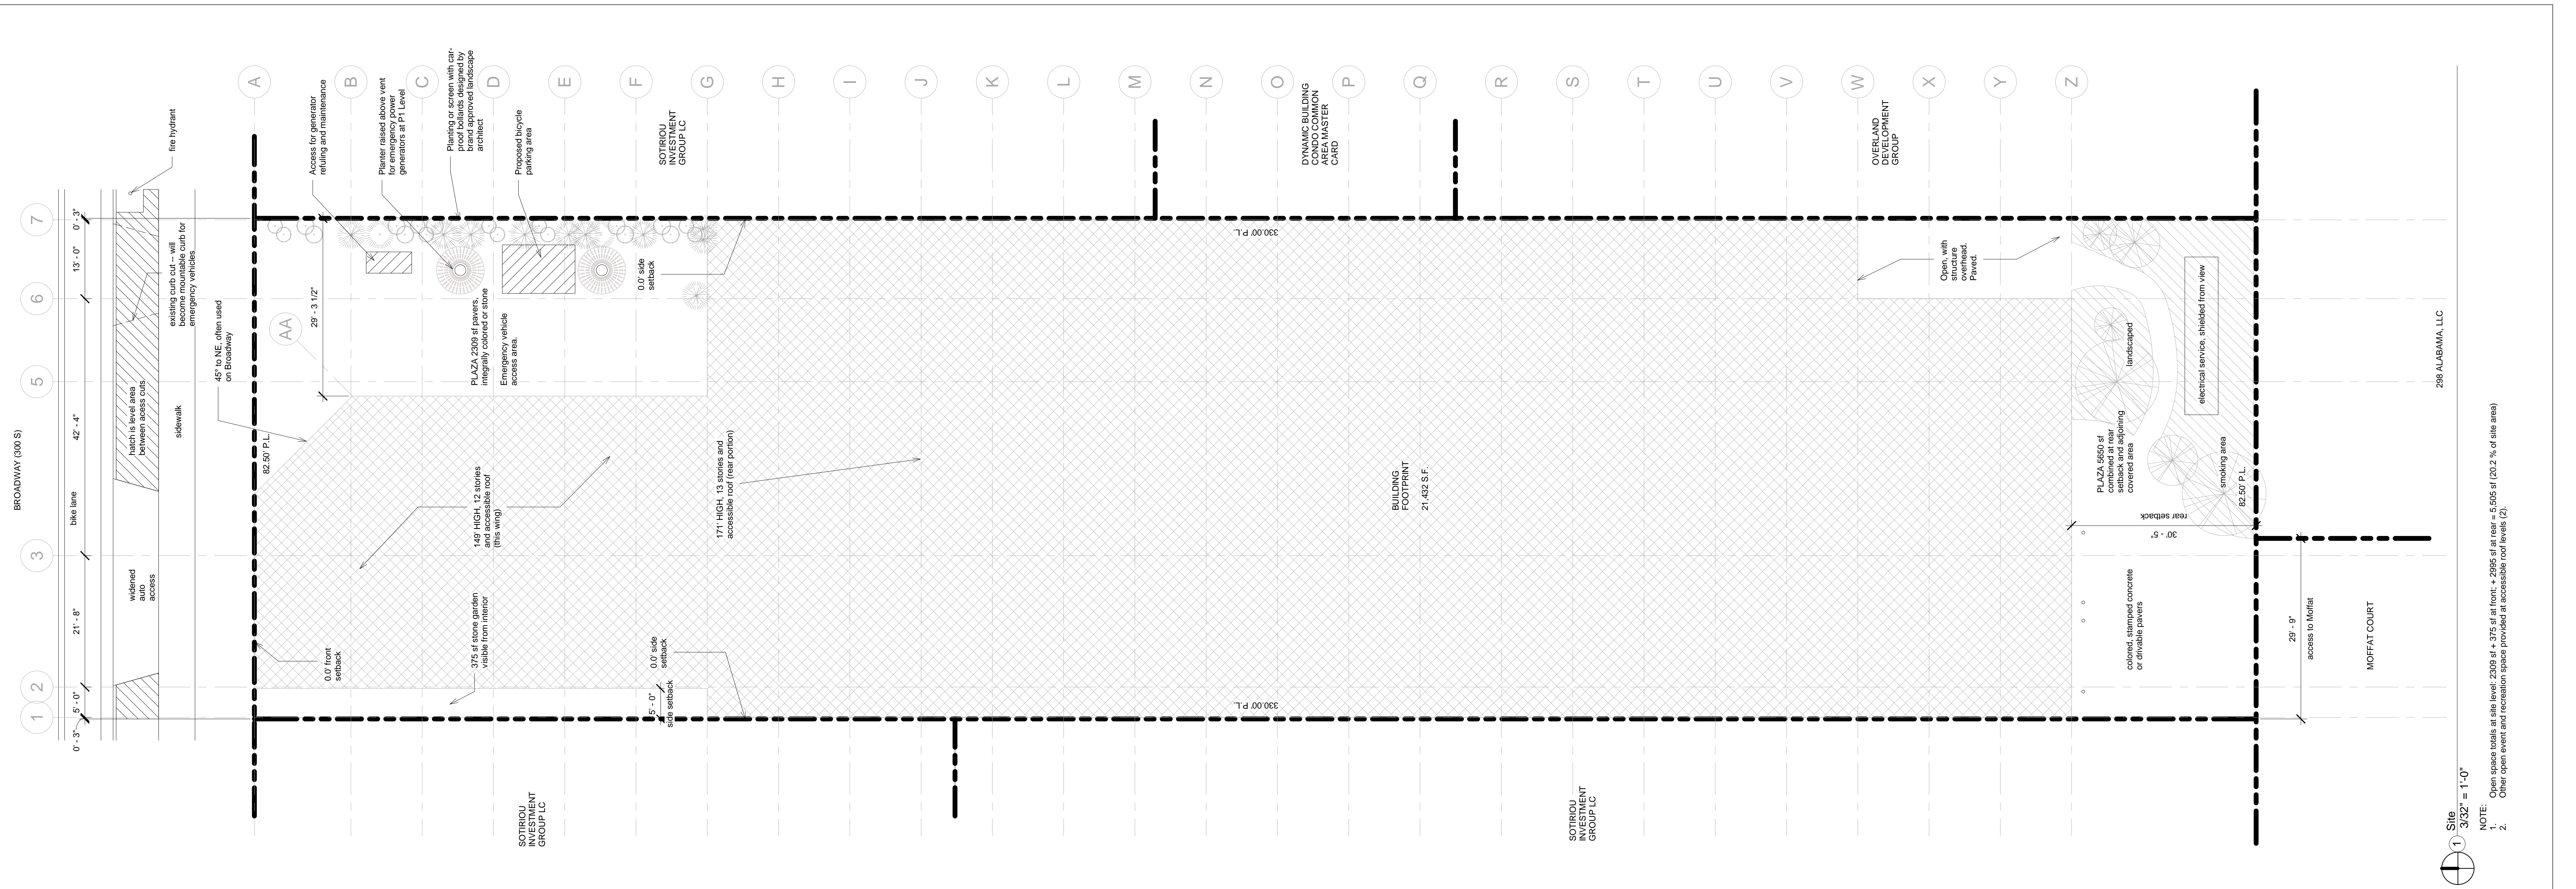 BROADWAY (300 S)
7
6
5
3
2
1
0' - 3"
13' - 0"
42' - 4"
21' - 8"
5' - 0"
0' - 3"
bike lane
fire hydrant
existing curb cut -- will
become mountable curb for
emergency vehicles
hatch is level area
between acess cuts.
sidewalk
widened
auto
access
45° to NE, often used
on Broadway
AA
29' - 3 1/2"
82.50' P.L.
A
B
C
D
E
F
G
H
I
J
K
L
M
N
O
P
Q
R
S
T
U
V
W
X
Y
Z
Access for generator
refuling and maintenance
Planter raised above vent
for emergency power
generators at P1 Level
Planting or screen with car-
proof bollards designed by
brand approved landscape
architect
Proposed bicycle
parking area
SOTIRIOU
INVESTMENT
GROUP LC
DYNAMIC BUILDING
CONDO COMMON
AREA MASTER
CARD
OVERLAND
DEVELOPMENT
GROUP
PLAZA 2309 sf pavers,
integrally colored or stone
Emergency vehicle
access area.
0.0' side
setback
330.00' P.L.
Open, with
structure
overhead.
Paved.
149' HIGH, 12 stories
and accessible roof
(this wing)
171' HIGH, 13 stories and
accessible roof (rear portion)
BUILDING
FOOTPRINT
21,432 S.F.
0.0' front
setback
375 sf stone garden
visible from interior
0.0' side
setback
5' - 0"
side setback
330.00' P.L.
landscaped
electrical service, shielded from view
PLAZA 5650 sf
combined at rear
setback and adjoining
covered area
smoking area
82.50' P.L.
30' - 5"
rear setback
colored, stamped concrete
or drivable pavers
29' - 9"
access to Moffat
MOFFAT COURT
298 ALABAMA, LLC
SOTIRIOU
INVESTMENT
GROUP LC
SOTIRIOU
INVESTMENT
GROUP LC
1
Site
3/32" = 1'-0"
NOTE:
1. Open space totals at site level: 2309 sf + 375 sf at front; + 2995 sf at rear = 5,505 sf (20.2 % of site area)
2. Other open event and recreation space provided at accessible roof levels (2).